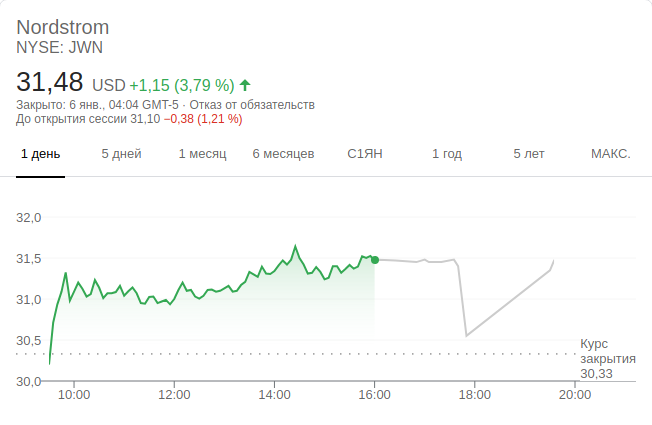 Nordstrom
NYSE: JWN
31,48 USD +1,15 (3,79 %)
Закрыто: 6 янв., 04:04 GMT-5 · Отказ от обязательств
До открытия сессии 31,10 −0,38 (1,21 %)
1 день 5 дней 1 месяц 6 месяцев С1ЯН 1 год 5 лет МАКС.
32,0
31,5
31,0
30,5
Курс
закрытия
30,33
30,0
10:00 12:00 14:00 16:00 18:00 20:00